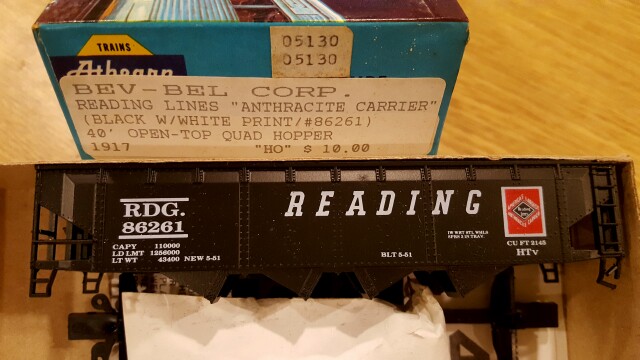 TRAINS
Athearn
05130
05130
BEV-BEL CORP.
READING LINES "ANTHRACITE CARRIER"
(BLACK W/WHITE PRINT/#86261)
40' OPEN-TOP QUAD HOPPER
1917 "HO" $ 10.00
RDG.
86261
READING
CAPY 110000
LD LMT 1256000
LT WT 43400 NEW 5-51
BLT 5-51
CU FT 2145
HTv